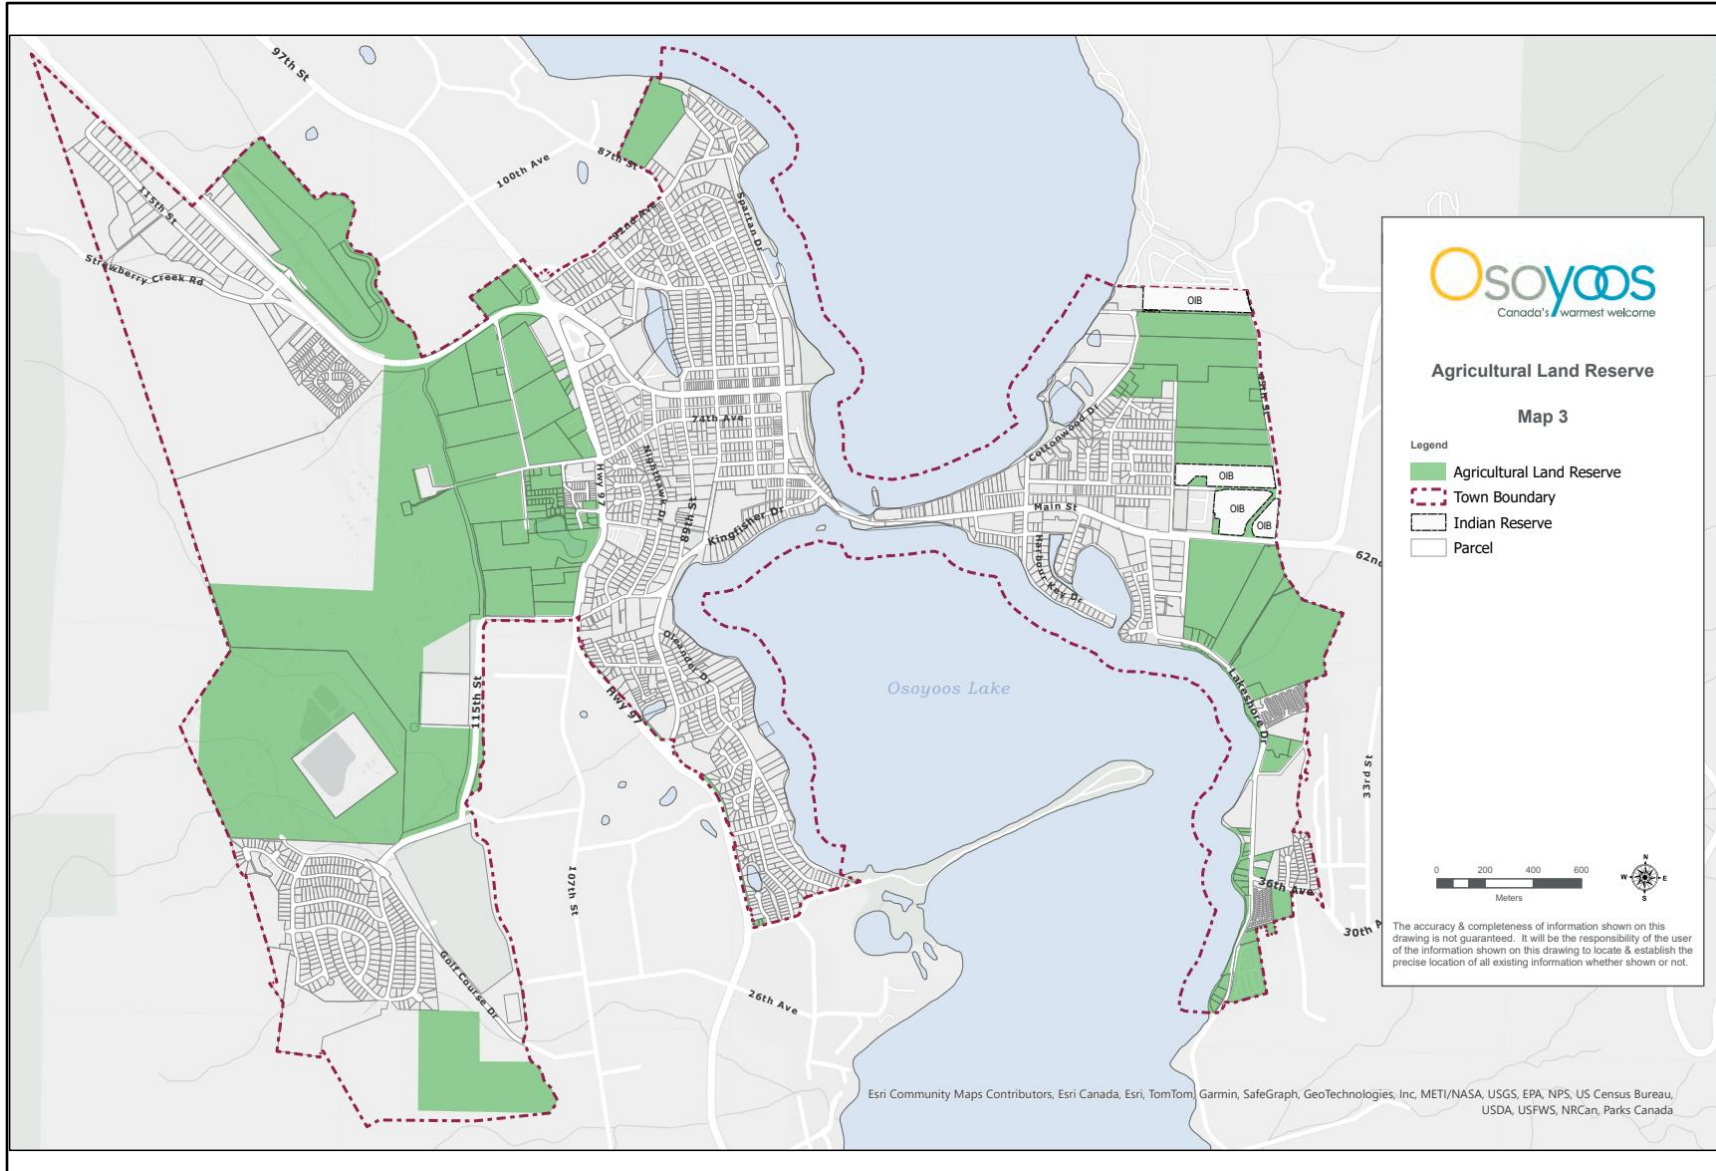 97th St
100th Ave
87th St
92nd Ave
Spartan Dr
115th St
Strawberry Creek Rd
OIB
45th St
74th Ave
Cottonwood Dr
Nighthawk Dr
Hwy 97
89th St
Kingfisher Dr
Main St
OIB
OIB
OIB
62nd
Harbour Key Dr
Oleander Dr
Hwy 97
115th St
Osoyoos Lake
Lakeshore Dr
33rd St
107th St
36th Ave
30th A
Golf Course Dr
26th Ave
Osoyoos
Canada's warmest welcome
Agricultural Land Reserve
Map 3
Legend
Agricultural Land Reserve
Town Boundary
Indian Reserve
Parcel
0 200 400 600
Meters
N
W E
S
The accuracy & completeness of information shown on this
drawing is not guaranteed. It will be the responsibility of the user
of the information shown on this drawing to locate & establish the
precise location of all existing information whether shown or not.
Esri Community Maps Contributors, Esri Canada, Esri, TomTom, Garmin, SafeGraph, GeoTechnologies, Inc, METI/NASA, USGS, EPA, NPS, US Census Bureau,
USDA, USFWS, NRCan, Parks Canada